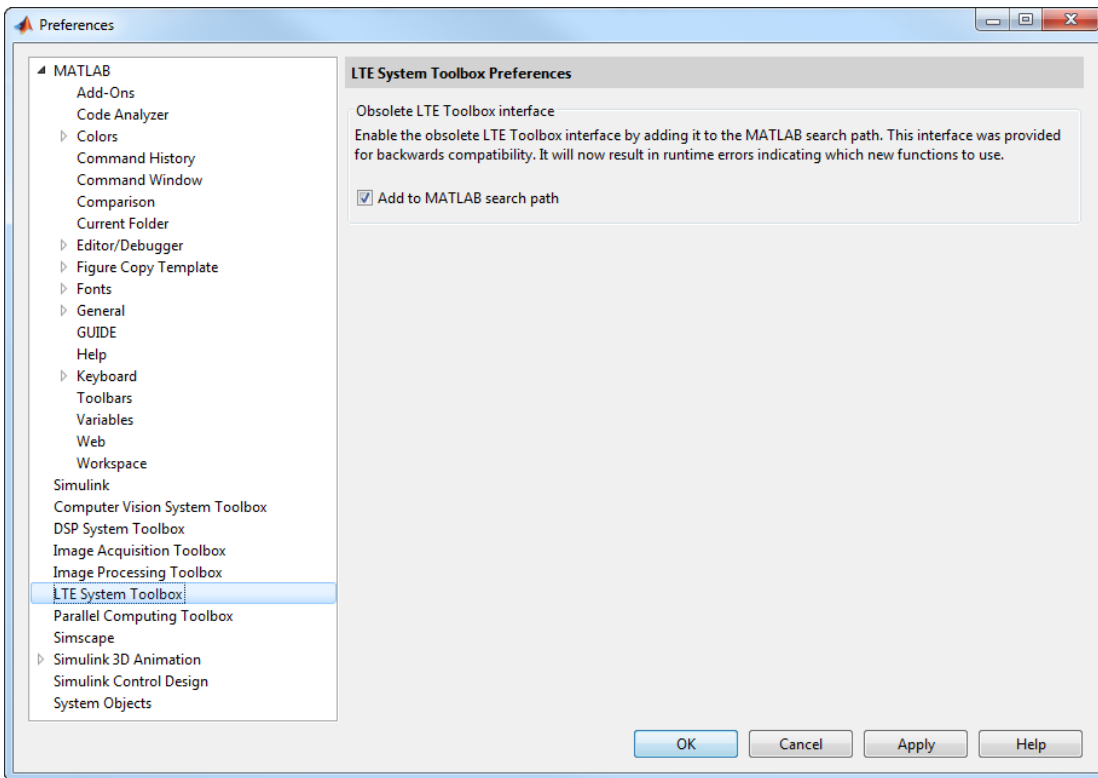 Preferences
MATLAB
Add-Ons
Code Analyzer
Colors
Command History
Command Window
Comparison
Current Folder
Editor/Debugger
Figure Copy Template
Fonts
General
GUIDE
Help
Keyboard
Toolbars
Variables
Web
Workspace
Simulink
Computer Vision System Toolbox
DSP System Toolbox
Image Acquisition Toolbox
Image Processing Toolbox
LTE System Toolbox
Parallel Computing Toolbox
Simscape
Simulink 3D Animation
Simulink Control Design
System Objects
LTE System Toolbox Preferences
Obsolete LTE Toolbox interface
Enable the obsolete LTE Toolbox interface by adding it to the MATLAB search path. This interface was provided
for backwards compatibility. It will now result in runtime errors indicating which new functions to use.
Add to MATLAB search path
OK
Cancel
Apply
Help